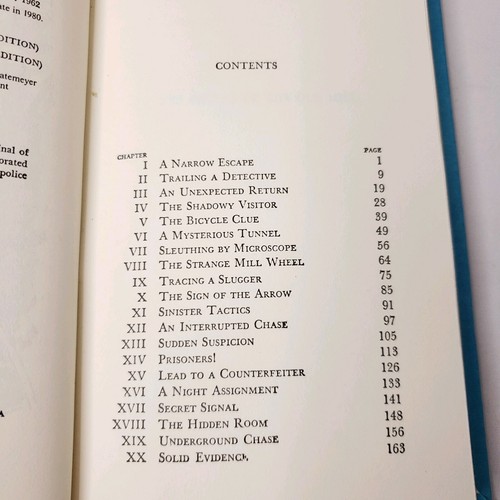 1962
ate in 1980.
DITION)
DITION)
atemeyer
nt
nal of
orated
police
A
CONTENTS
CHAPTER PAGE
I A Narrow Escape 1
II Trailing a Detective 9
III An Unexpected Return 19
IV The Shadowy Visitor 28
V The Bicycle Clue 39
VI A Mysterious Tunnel 49
VII Sleuthing by Microscope 56
VIII The Strange Mill Wheel 64
IX Tracing a Slugger 75
X The Sign of the Arrow 85
XI Sinister Tactics 91
XII An Interrupted Chase 97
XIII Sudden Suspicion 105
XIV Prisoners! 113
XV Lead to a Counterfeiter 126
XVI A Night Assignment 133
XVII Secret Signal 141
XVIII The Hidden Room 148
XIX Underground Chase 156
XX Solid Evidence 163